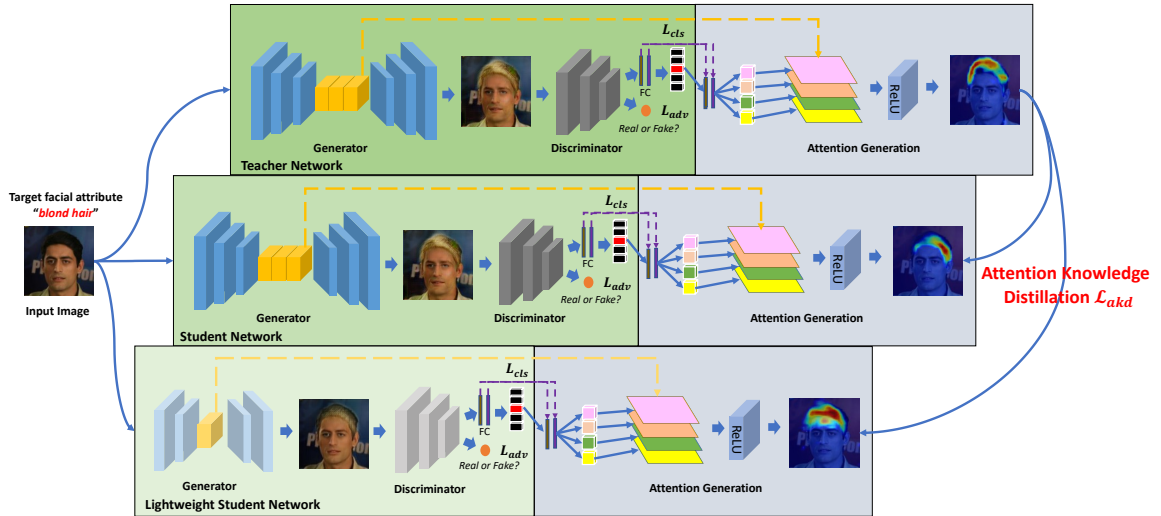 L_cls
FC
L_adv
Real or Fake?
Generator
Discriminator
Teacher Network
ReLU
Attention Generation
Target facial attribute
“blond hair”
Input Image
L_cls
FC
L_adv
Real or Fake?
Generator
Discriminator
Student Network
ReLU
Attention Generation
Attention Knowledge
Distillation ℒ_akd
L_cls
FC
L_adv
Real or Fake?
Generator
Discriminator
Lightweight Student Network
ReLU
Attention Generation